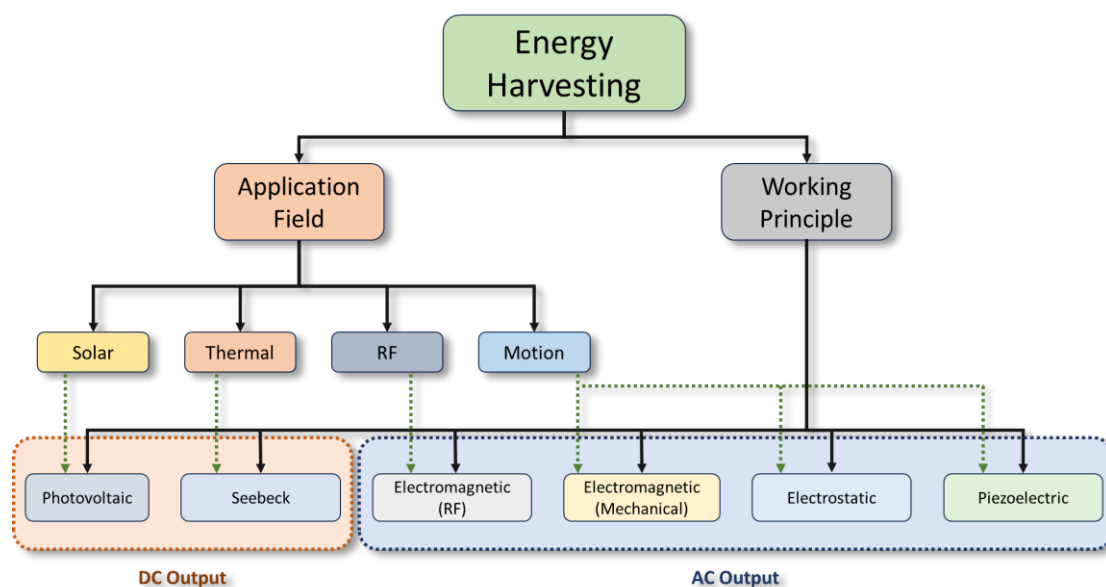 Energy
Harvesting
Application
Field
Working
Principle
Solar
Thermal
RF
Motion
Photovoltaic
Seebeck
Electromagnetic
(RF)
Electromagnetic
(Mechanical)
Electrostatic
Piezoelectric
DC Output
AC Output